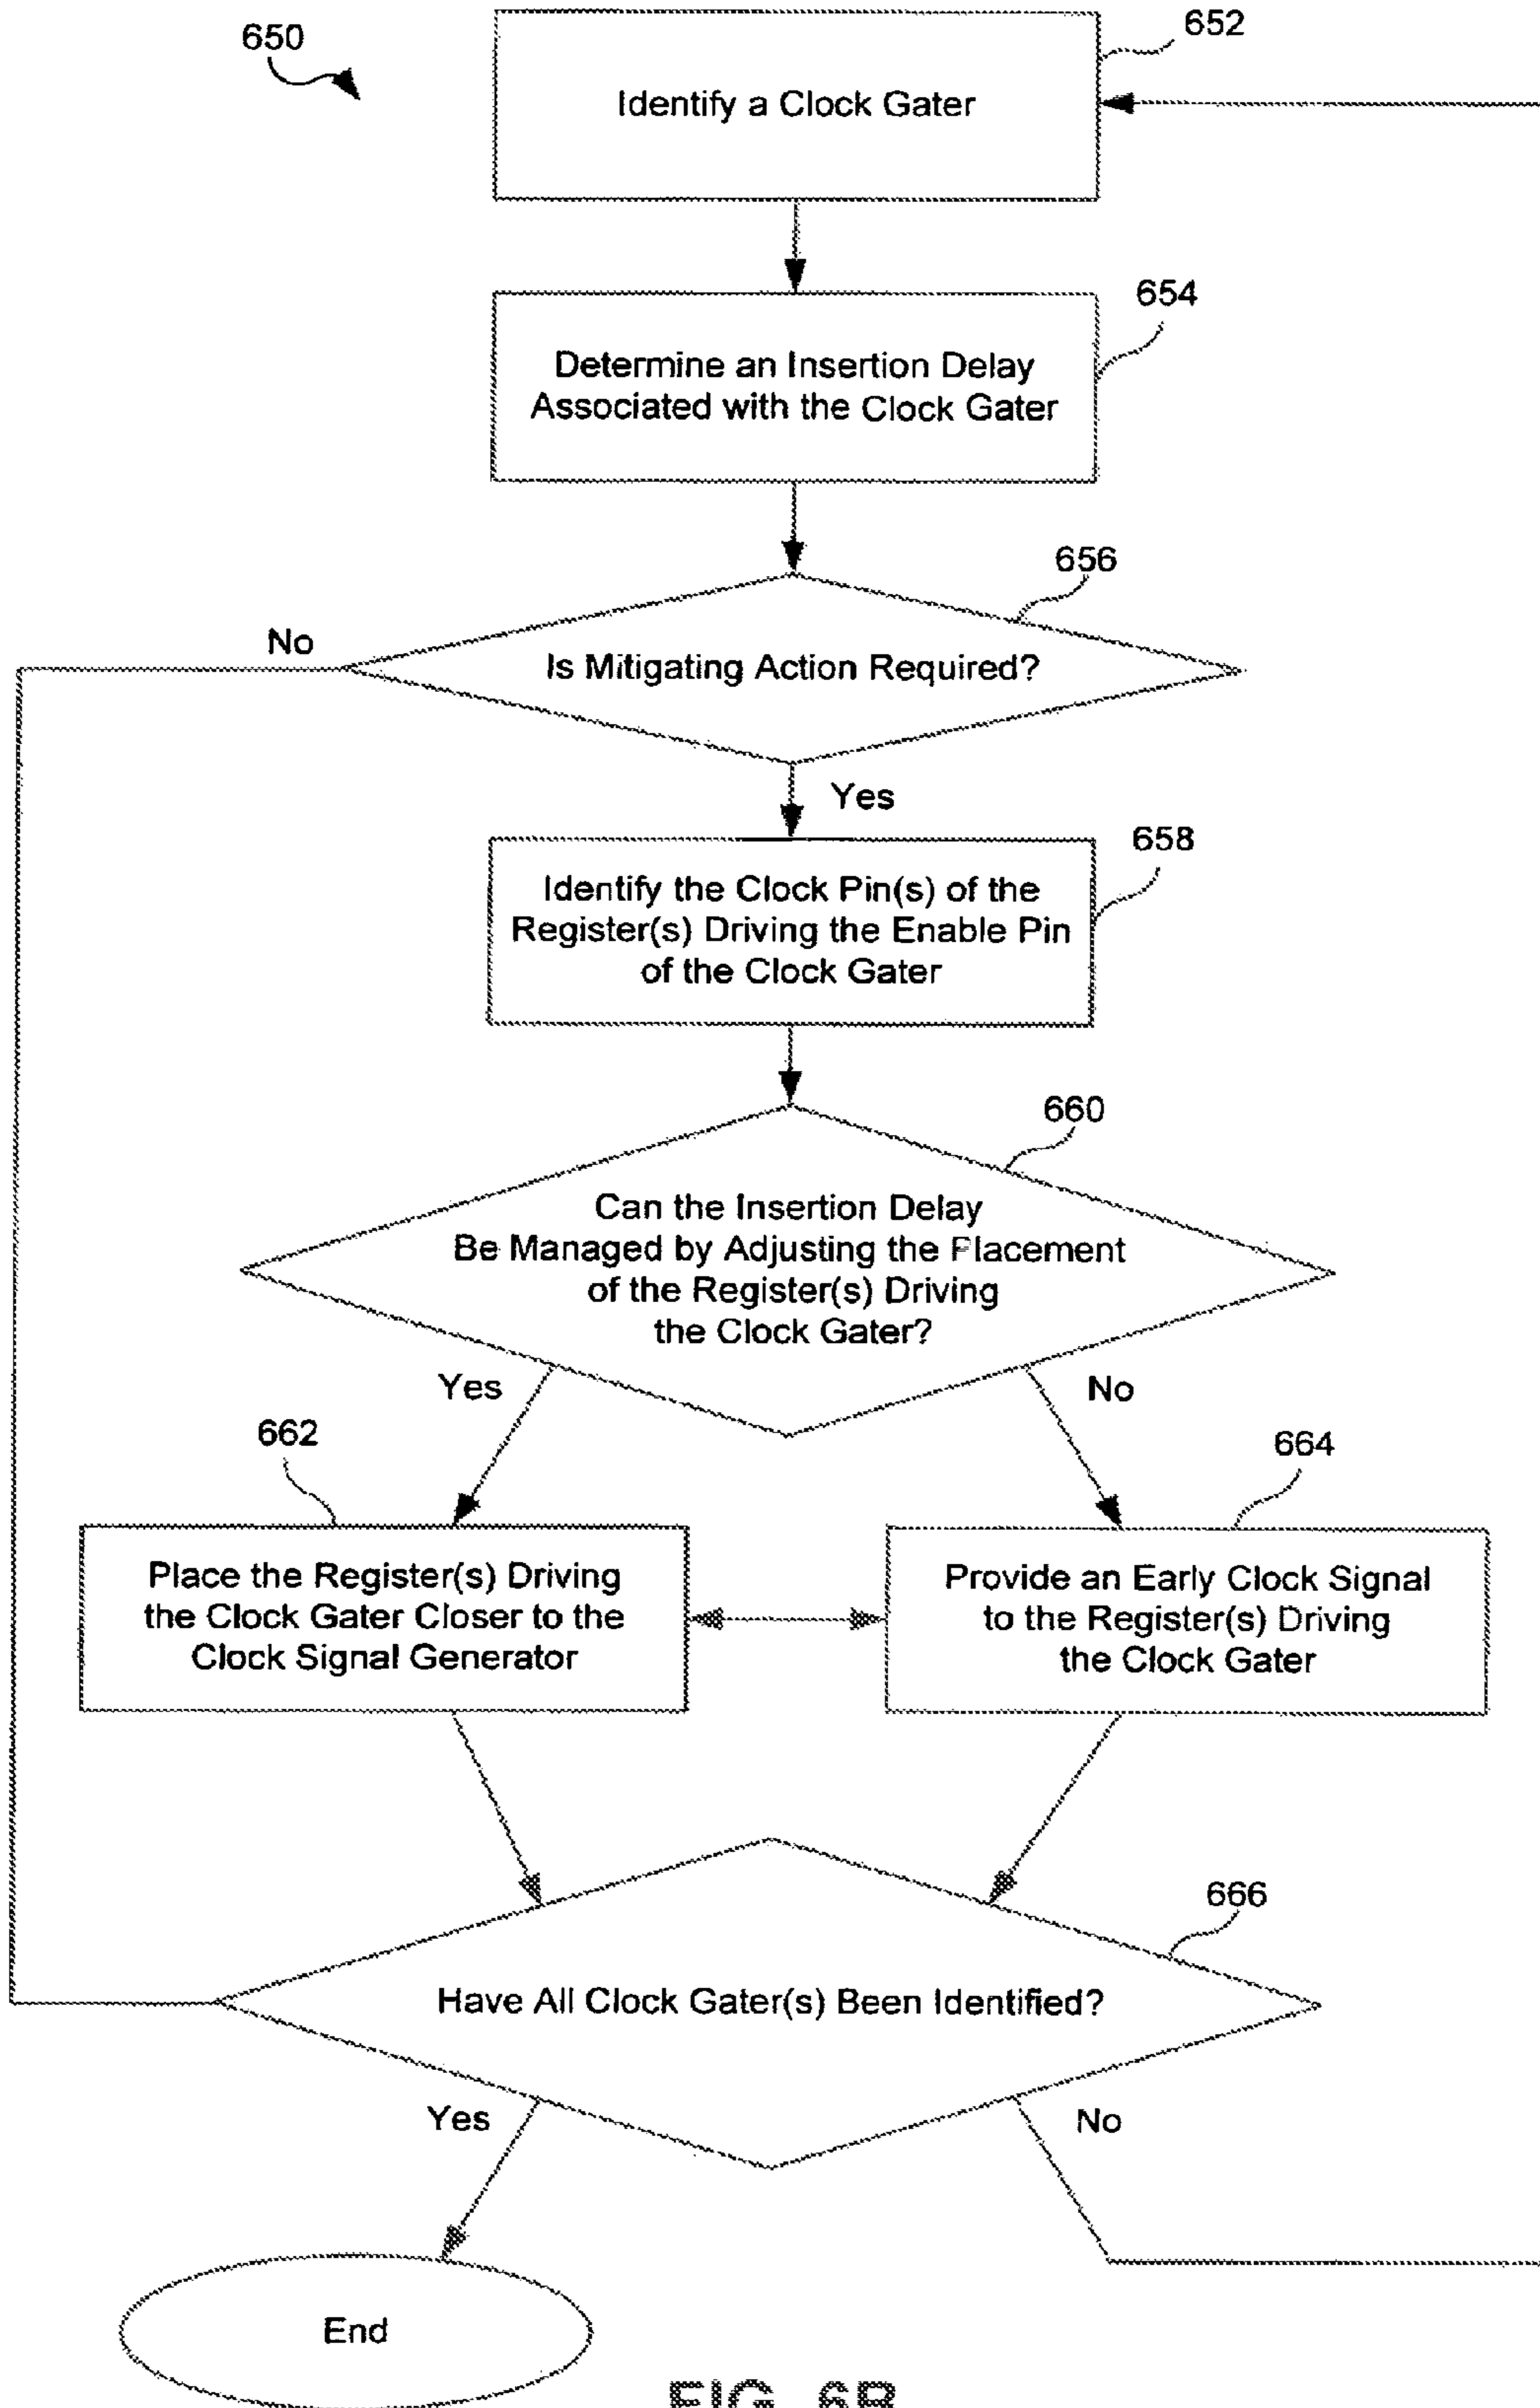 650
652
Identify a Clock Gater
654
Determine an Insertion Delay
Associated with the Clock Gater
656
No
Is Mitigating Action Required?
Yes
658
Identify the Clock Pin(s) of the
Register(s) Driving the Enable Pin
of the Clock Gater
660
Can the Insertion Delay
Be Managed by Adjusting the Placement
of the Register(s) Driving
the Clock Gater?
Yes
No
662
664
Place the Register(s) Driving
the Clock Gater Closer to the
Clock Signal Generator
Provide an Early Clock Signal
to the Register(s) Driving
the Clock Gater
666
Have All Clock Gater(s) Been Identified?
Yes
No
End
FIG. 6B